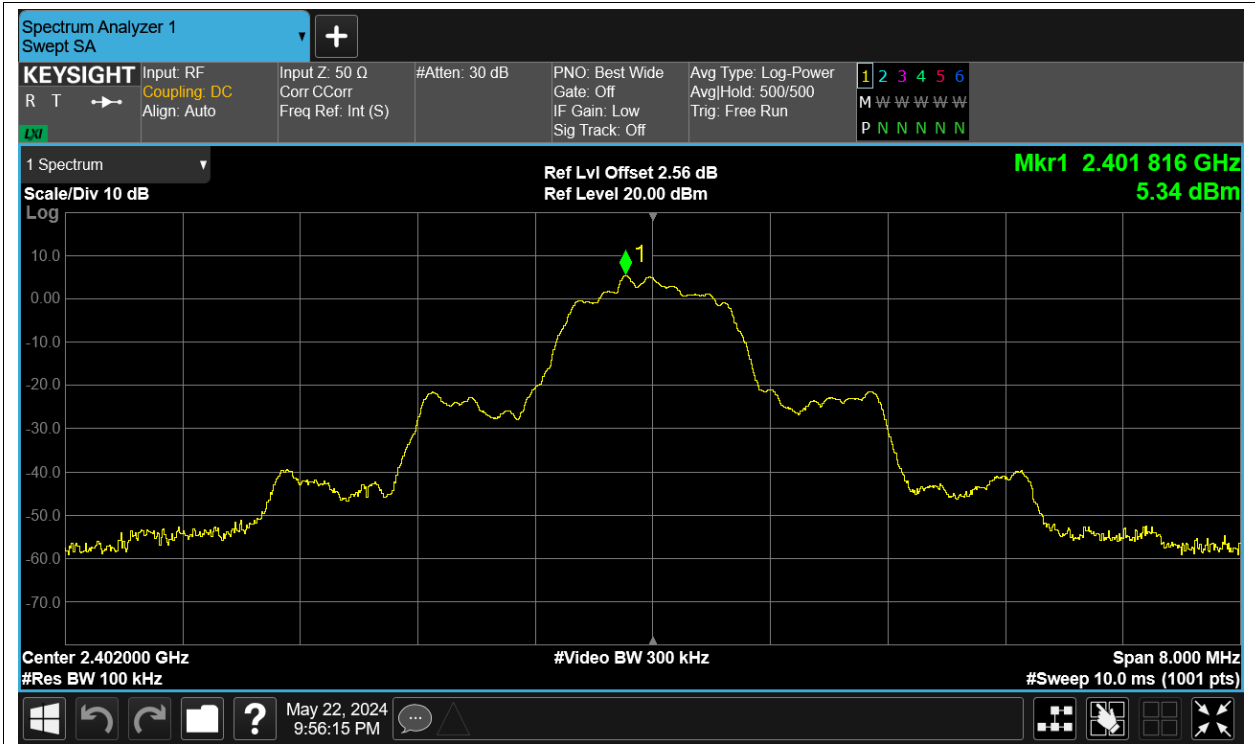 Spectrum Analyzer 1
Swept SA
KEYSIGHT
R T
LXI
Input: RF
Coupling: DC
Align: Auto
Input Z: 50 Ω
Corr CCorr
Freq Ref: Int (S)
#Atten: 30 dB
PNO: Best Wide
Gate: Off
IF Gain: Low
Sig Track: Off
Avg Type: Log-Power
Avg|Hold: 500/500
Trig: Free Run
1 2 3 4 5 6
M W W W W W
P N N N N N
1 Spectrum
Scale/Div 10 dB
Log
Ref Lvl Offset 2.56 dB
Ref Level 20.00 dBm
Mkr1 2.401 816 GHz
5.34 dBm
1
10.0
0.00
-10.0
-20.0
-30.0
-40.0
-50.0
-60.0
-70.0
Center 2.402000 GHz
#Res BW 100 kHz
#Video BW 300 kHz
Span 8.000 MHz
#Sweep 10.0 ms (1001 pts)
?
May 22, 2024
9:56:15 PM